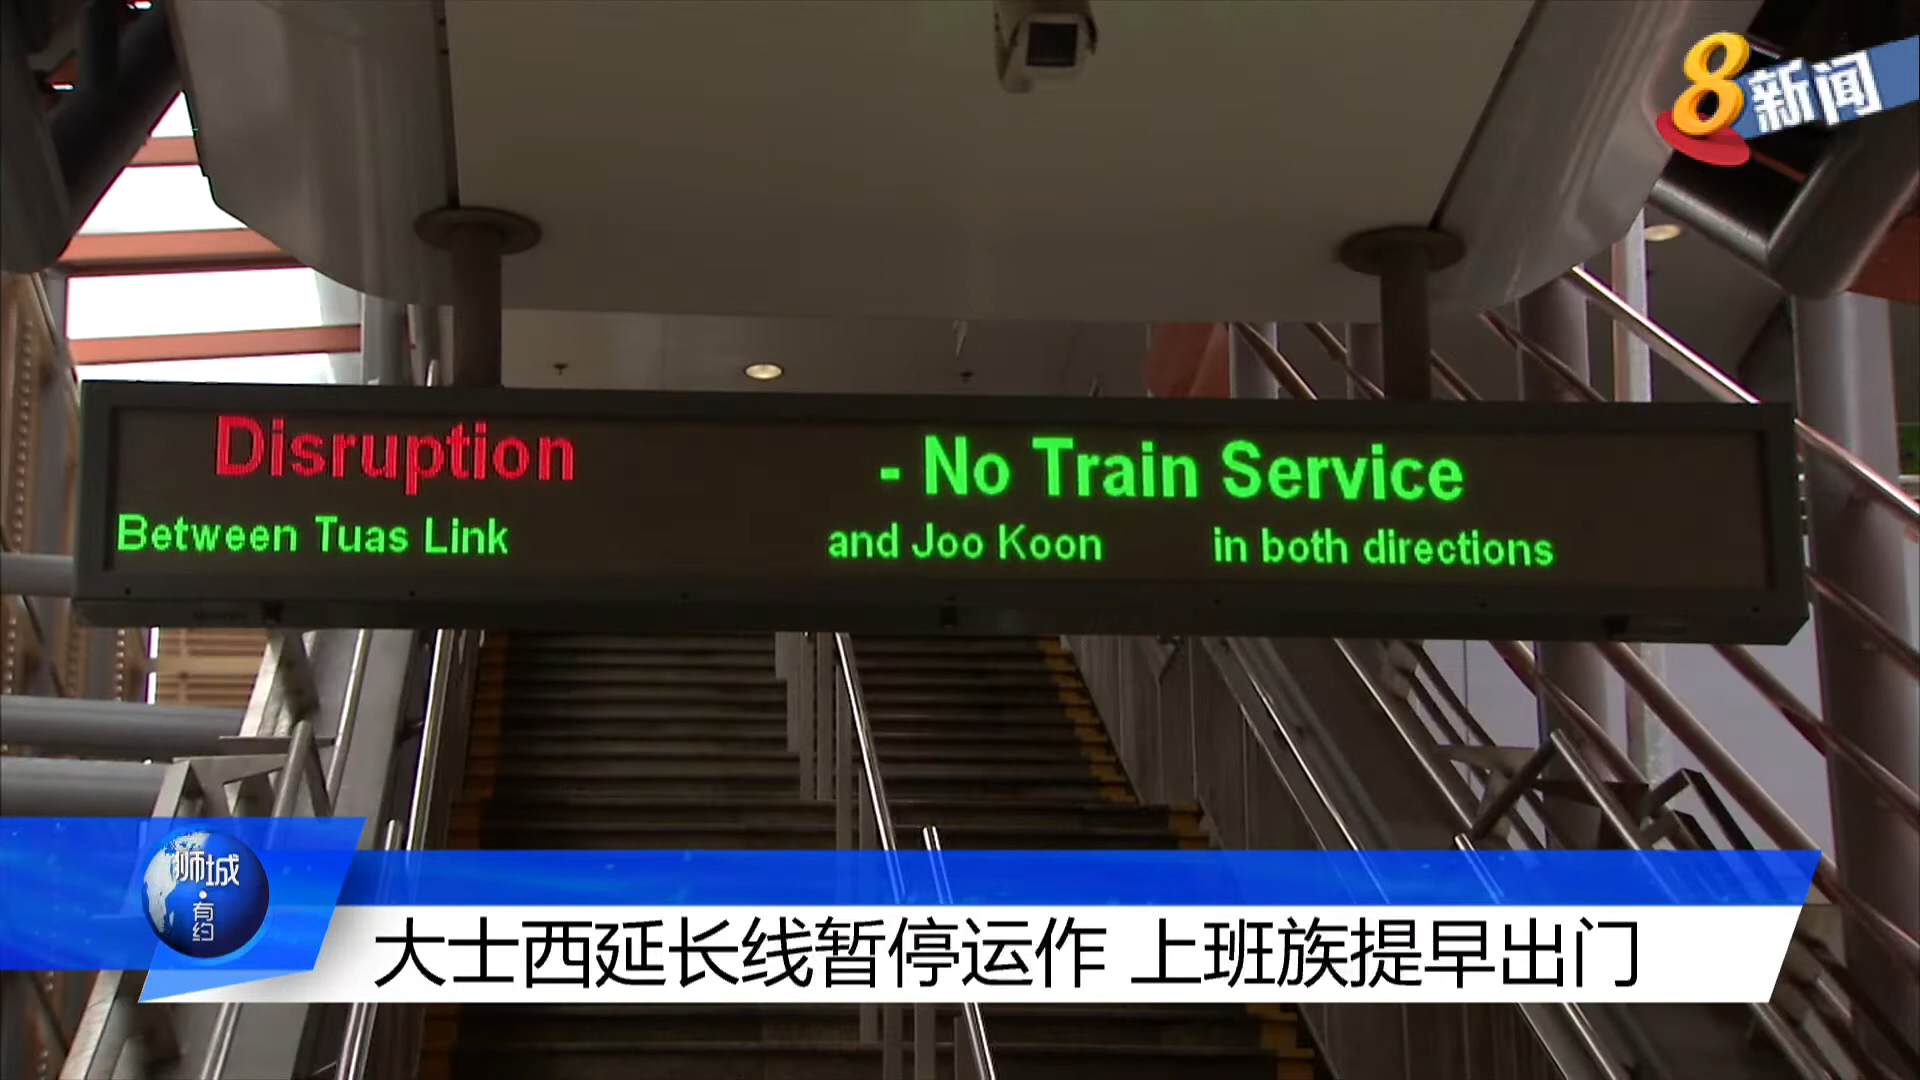 8新闻
Disruption - No Train Service
Between Tuas Link and Joo Koon in both directions
狮城
有约
大士西延长线暂停运作 上班族提早出门